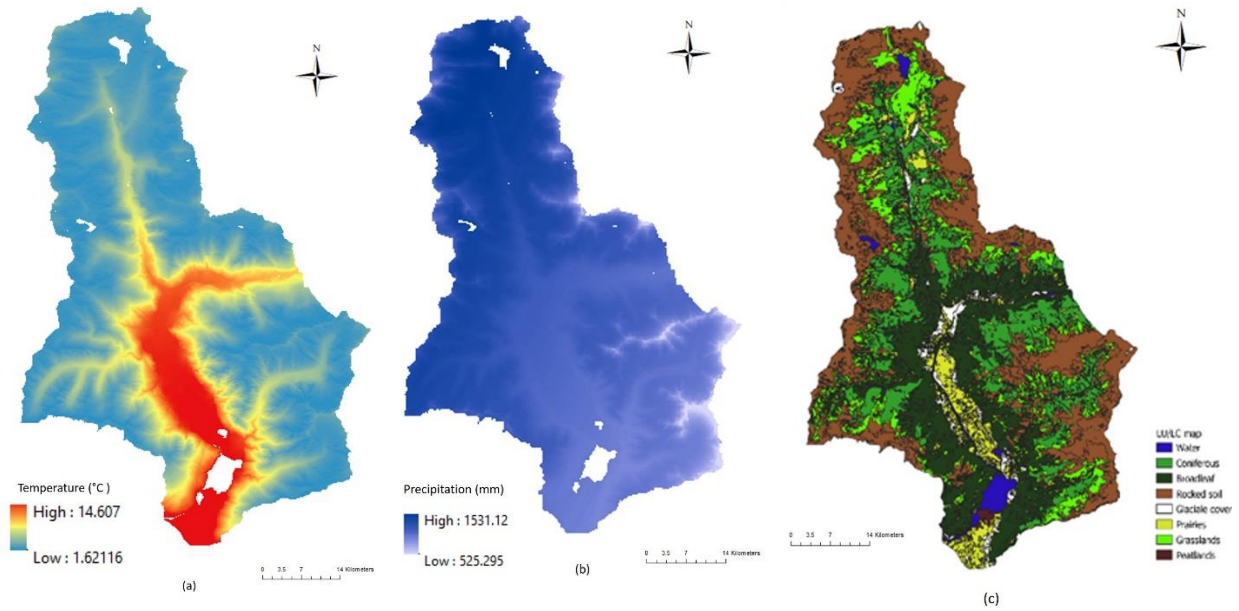 N
Temperature (°C )
High : 14.607
Low : 1.62116
0 3.5 7 14 Kilometers
(a)
N
Precipitation (mm)
High : 1531.12
Low : 525.295
0 3.5 7 14 Kilometers
(b)
N
LU/LC map
Water
Coniferous
Broadleaf
Rocked soil
Glaciale cover
Prairies
Grasslands
Peatlands
0 3.5 7 14 Kilometers
(c)